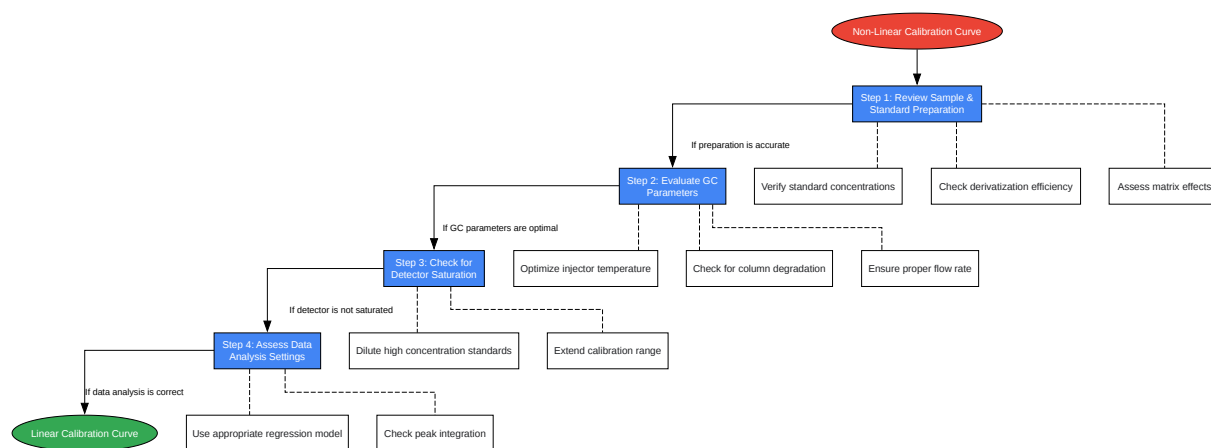 Non-Linear Calibration Curve
Step 1: Review Sample &
Standard Preparation
If preparation is accurate
Step 2: Evaluate GC
Parameters
Verify standard concentrations
Check derivatization efficiency
Assess matrix effects
If GC parameters are optimal
Step 3: Check for
Detector Saturation
Optimize injector temperature
Check for column degradation
Ensure proper flow rate
If detector is not saturated
Step 4: Assess Data
Analysis Settings
Dilute high concentration standards
Extend calibration range
If data analysis is correct
Linear Calibration Curve
Use appropriate regression model
Check peak integration